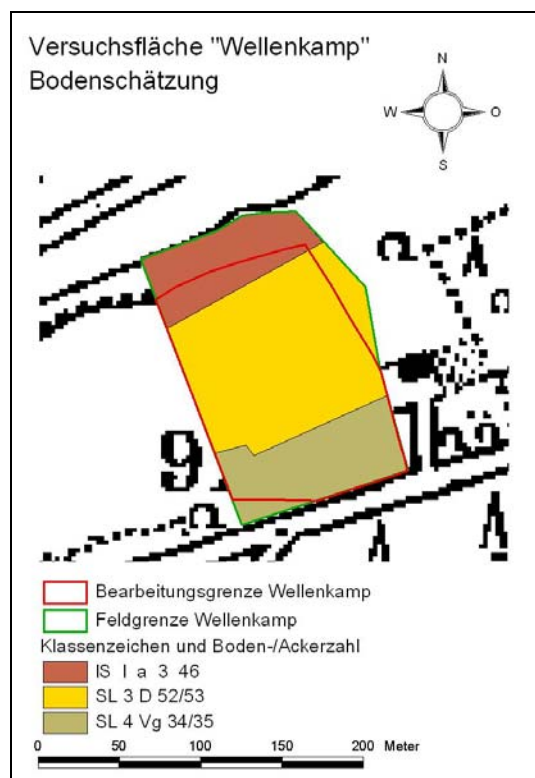 Versuchsfläche "Wellenkamp"
Bodenschätzung
N
W O
S
9
Bearbeitungsgrenze Wellenkamp
Feldgrenze Wellenkamp
Klassenzeichen und Boden-/Ackerzahl
lS I a 3 46
SL 3 D 52/53
SL 4 Vg 34/35
0 50 100 150 200 Meter